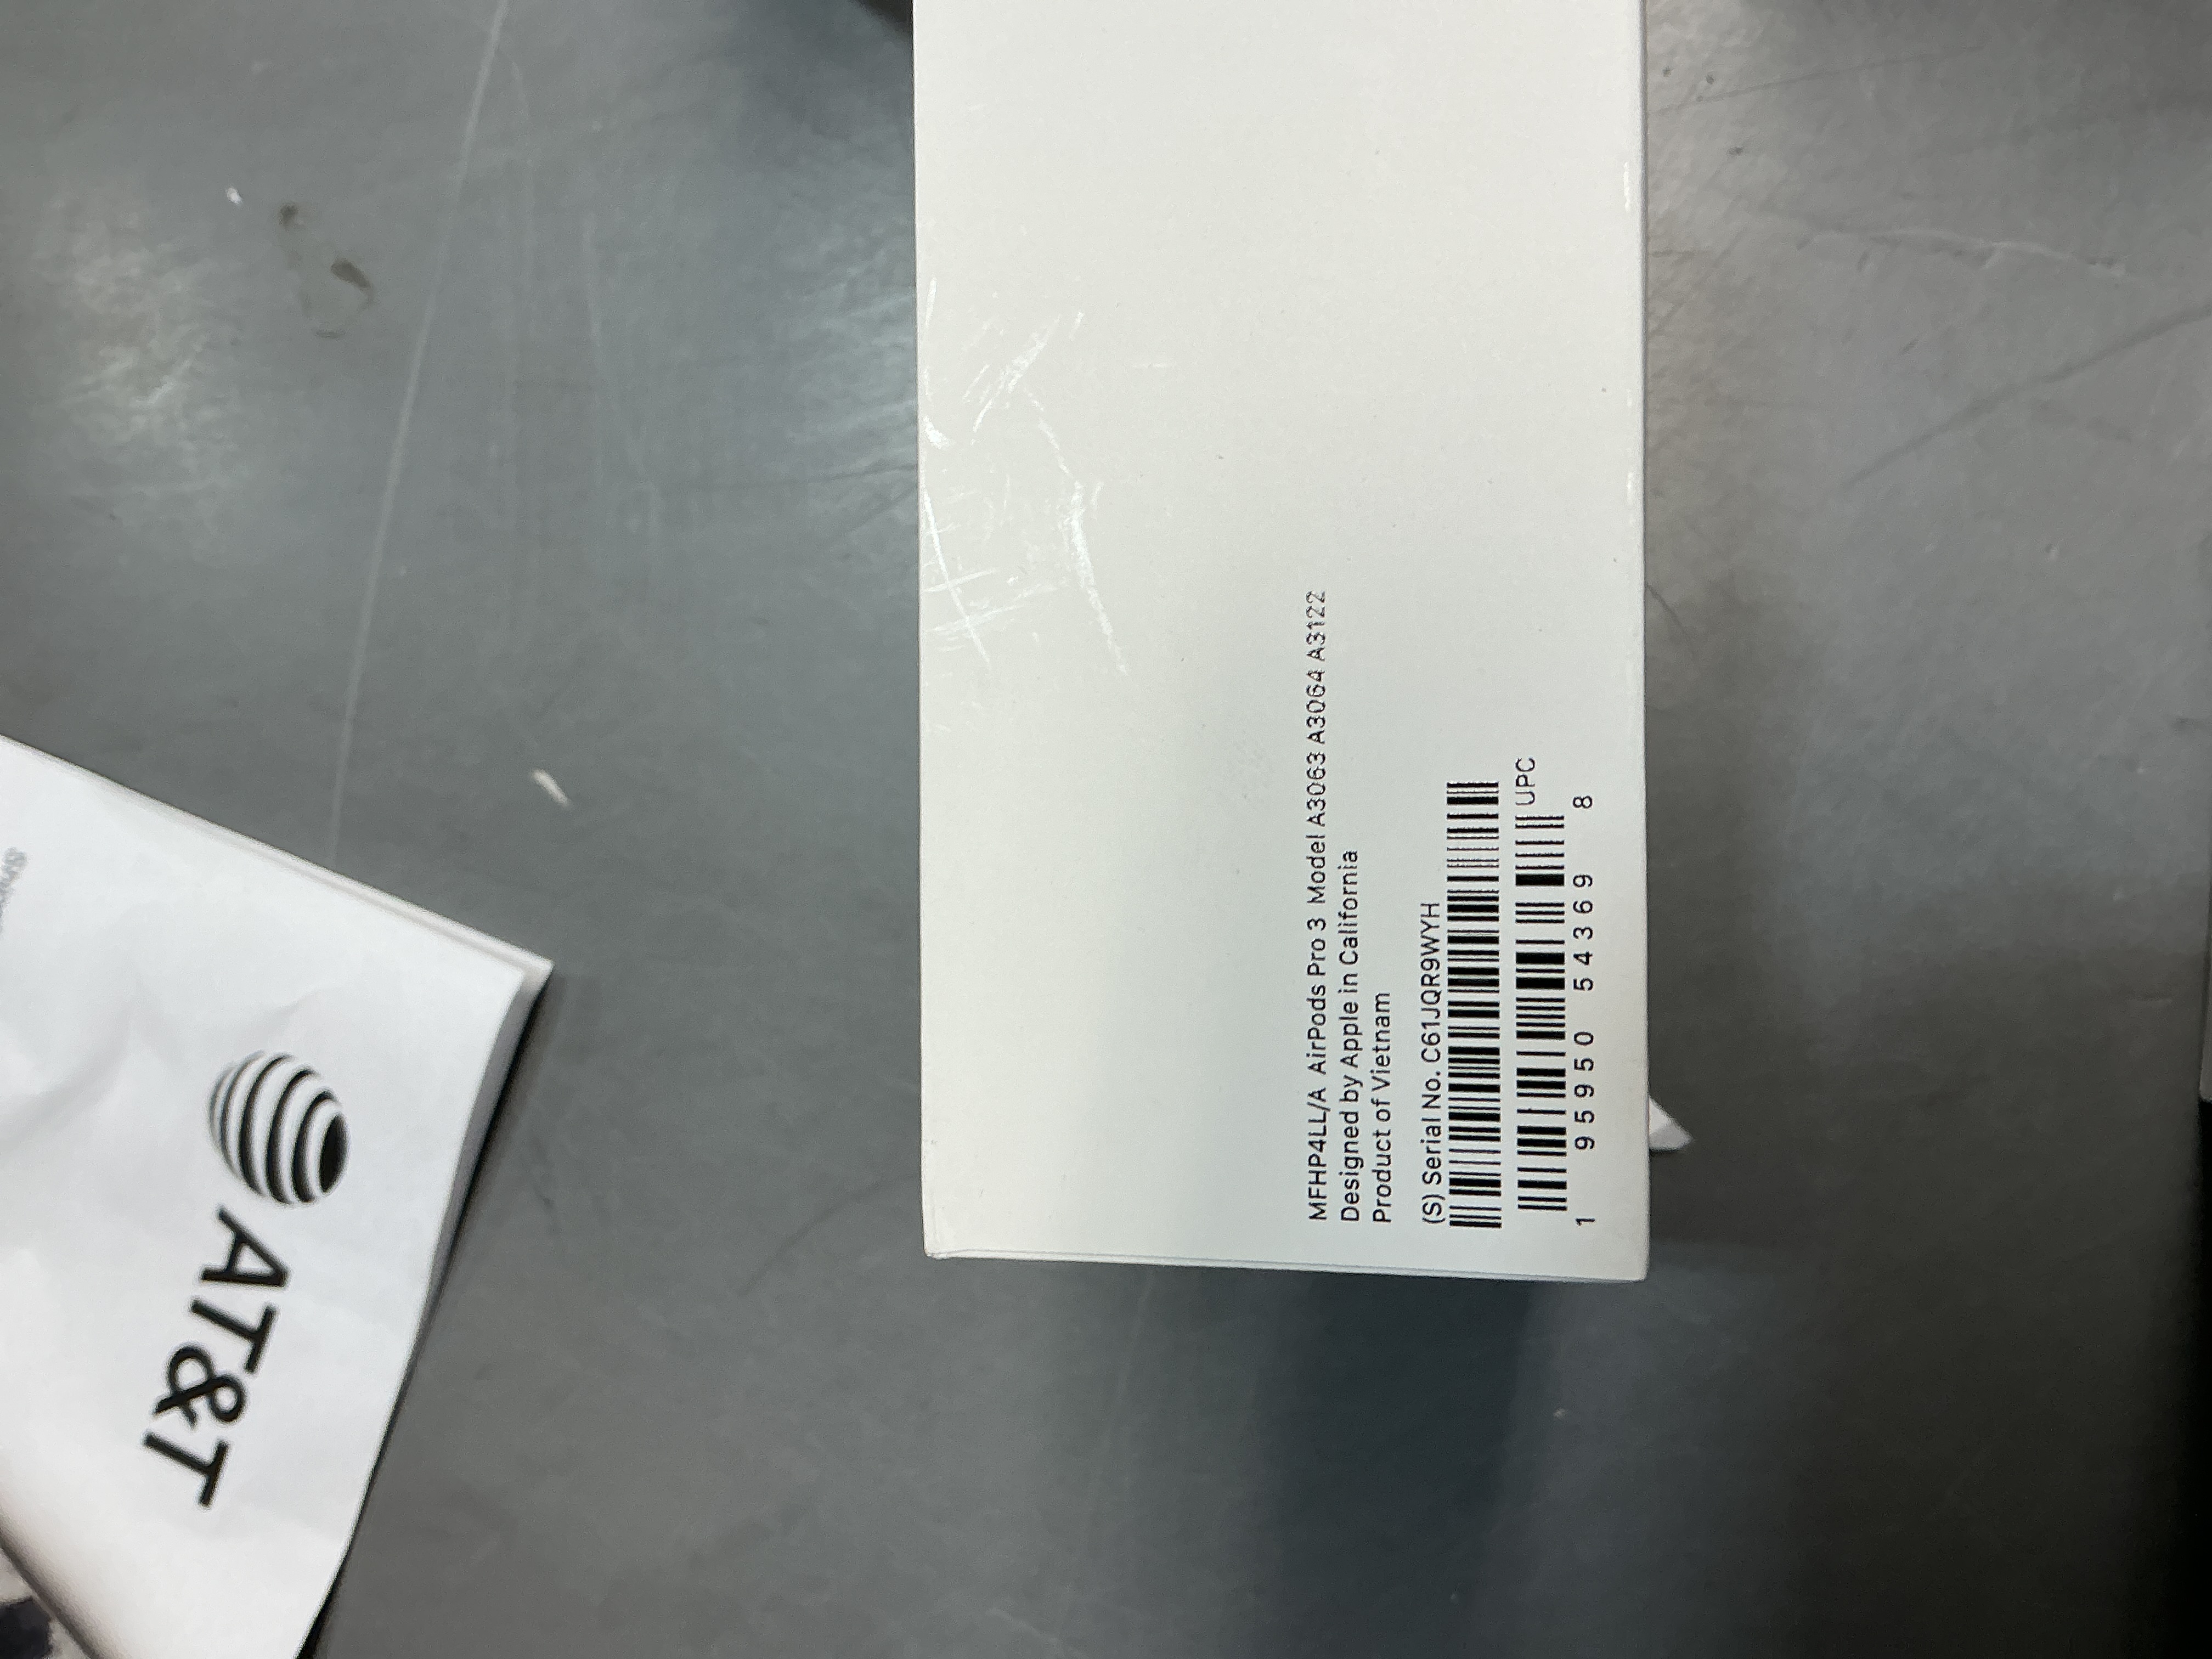 MFHP4LL/A AirPods Pro 3 Model A3063 A3064 A3122
Designed by Apple in California
Product of Vietnam
(S) Serial No. C61JQR9WYH
UPC
1 95950 54369 8
AT&T